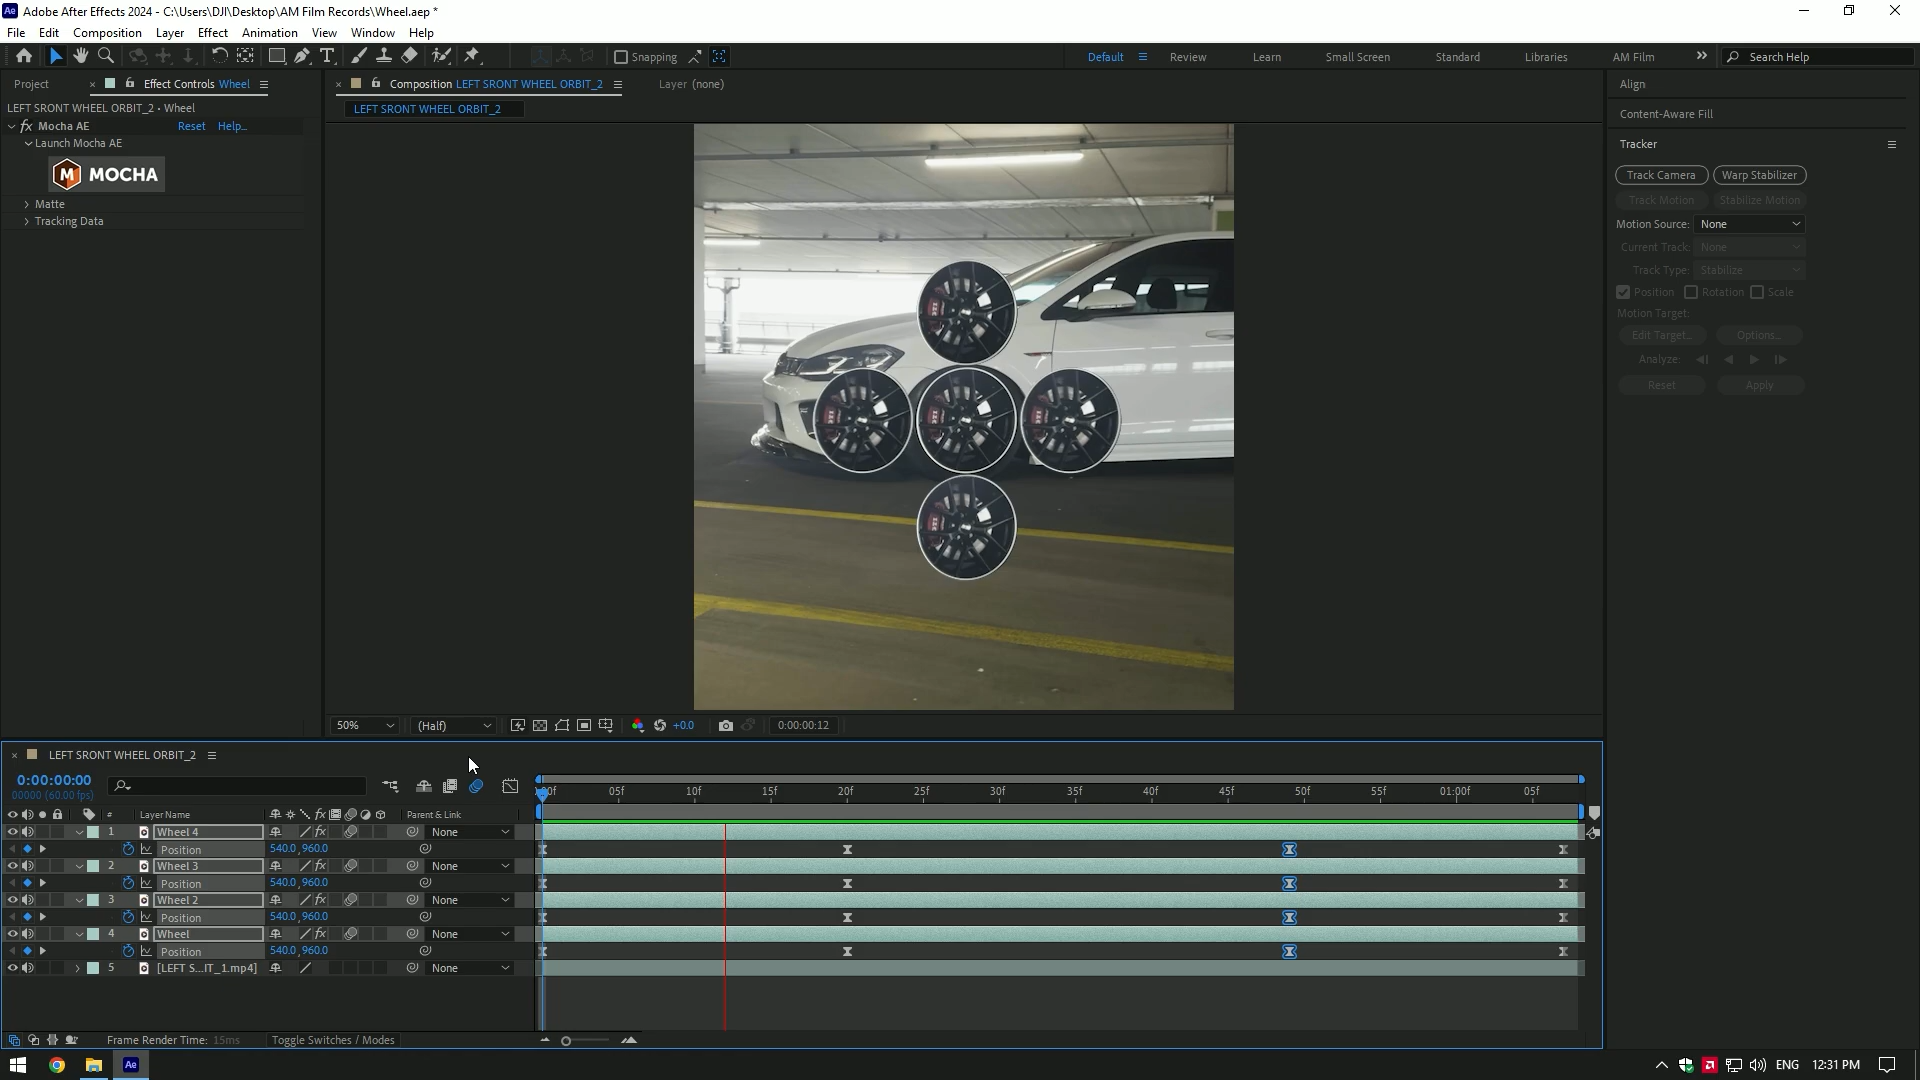 Adobe After Effects 2024 - C:\Users\DJI\Desktop\AM Film Records\Wheel.aep *
File Edit Composition Layer Effect Animation View Window Help
Snapping
Default Review Learn Small Screen Standard Libraries AM Film Search Help
Project Effect Controls Wheel
LEFT SRONT WHEEL ORBIT_2 • Wheel
fx Mocha AE Reset Help...
Launch Mocha AE
M MOCHA
Matte
Tracking Data
Composition LEFT SRONT WHEEL ORBIT_2 Layer (none)
LEFT SRONT WHEEL ORBIT_2
50% (Half) +0.0 0:00:00:12
Align
Content-Aware Fill
Tracker
Track Camera Warp Stabilizer
Track Motion Stabilize Motion
Motion Source: None
Current Track: None
Track Type: Stabilize
Position Rotation Scale
Motion Target:
Edit Target... Options...
Analyze:
Reset Apply
LEFT SRONT WHEEL ORBIT_2
0:00:00:00
00000 (60.00 fps)
05f 10f 15f 20f 25f 30f 35f 40f 45f 50f 55f 01:00f 05f
# Layer Name fx Parent & Link
1 Wheel 4 fx None
Position 540.0, 960.0
2 Wheel 3 fx None
Position 540.0, 960.0
3 Wheel 2 fx None
Position 540.0, 960.0
4 Wheel fx None
Position 540.0, 960.0
5 [LEFT S...IT_1.mp4] None
Frame Render Time: 15ms Toggle Switches / Modes
Ae ENG 12:31 PM